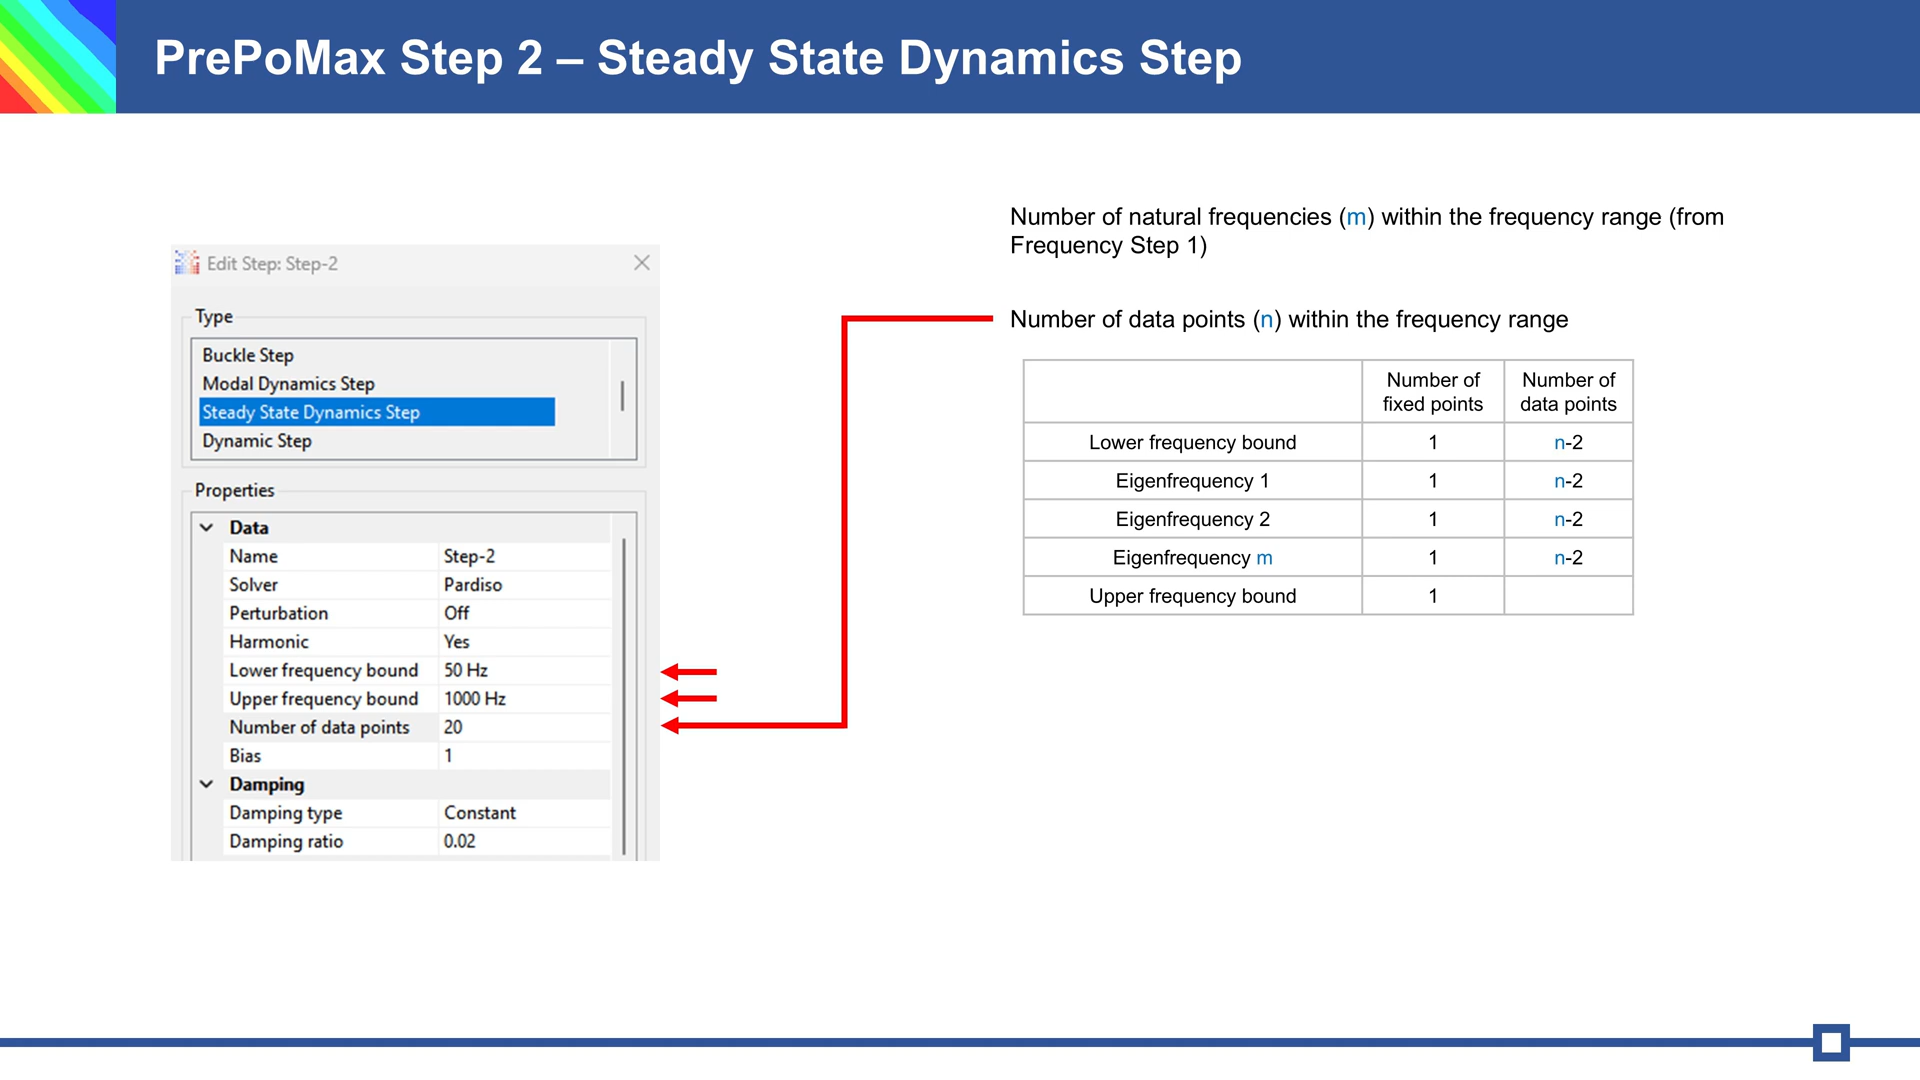 PrePoMax Step 2 – Steady State Dynamics Step
Edit Step: Step-2
Type
Buckle Step
Modal Dynamics Step
Steady State Dynamics Step
Dynamic Step
Properties
Data
Name Step-2
Solver Pardiso
Perturbation Off
Harmonic Yes
Lower frequency bound 50 Hz
Upper frequency bound 1000 Hz
Number of data points 20
Bias 1
Damping
Damping type Constant
Damping ratio 0.02
Number of natural frequencies (m) within the frequency range (from
Frequency Step 1)
Number of data points (n) within the frequency range
Number of fixed points Number of data points
Lower frequency bound 1 n-2
Eigenfrequency 1 1 n-2
Eigenfrequency 2 1 n-2
Eigenfrequency m 1 n-2
Upper frequency bound 1